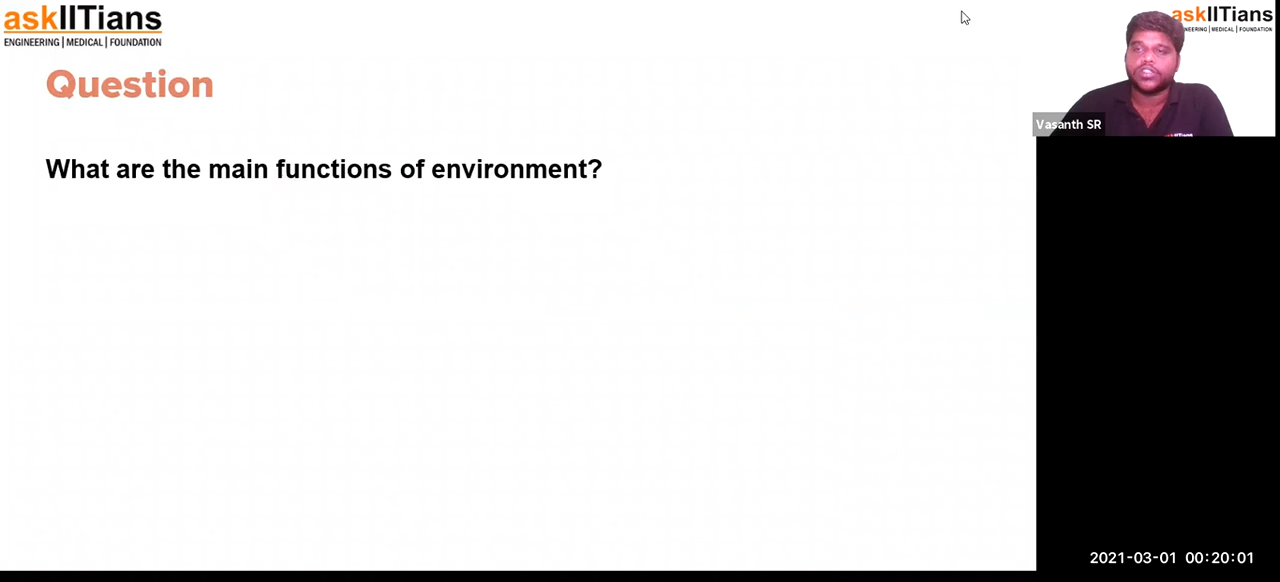 askIITians
ENGINEERING | MEDICAL | FOUNDATION
askIITians
NEERING | MEDICAL | FOUNDATION
Question
Vasanth SR
What are the main functions of environment?
2021-03-01 00:20:01